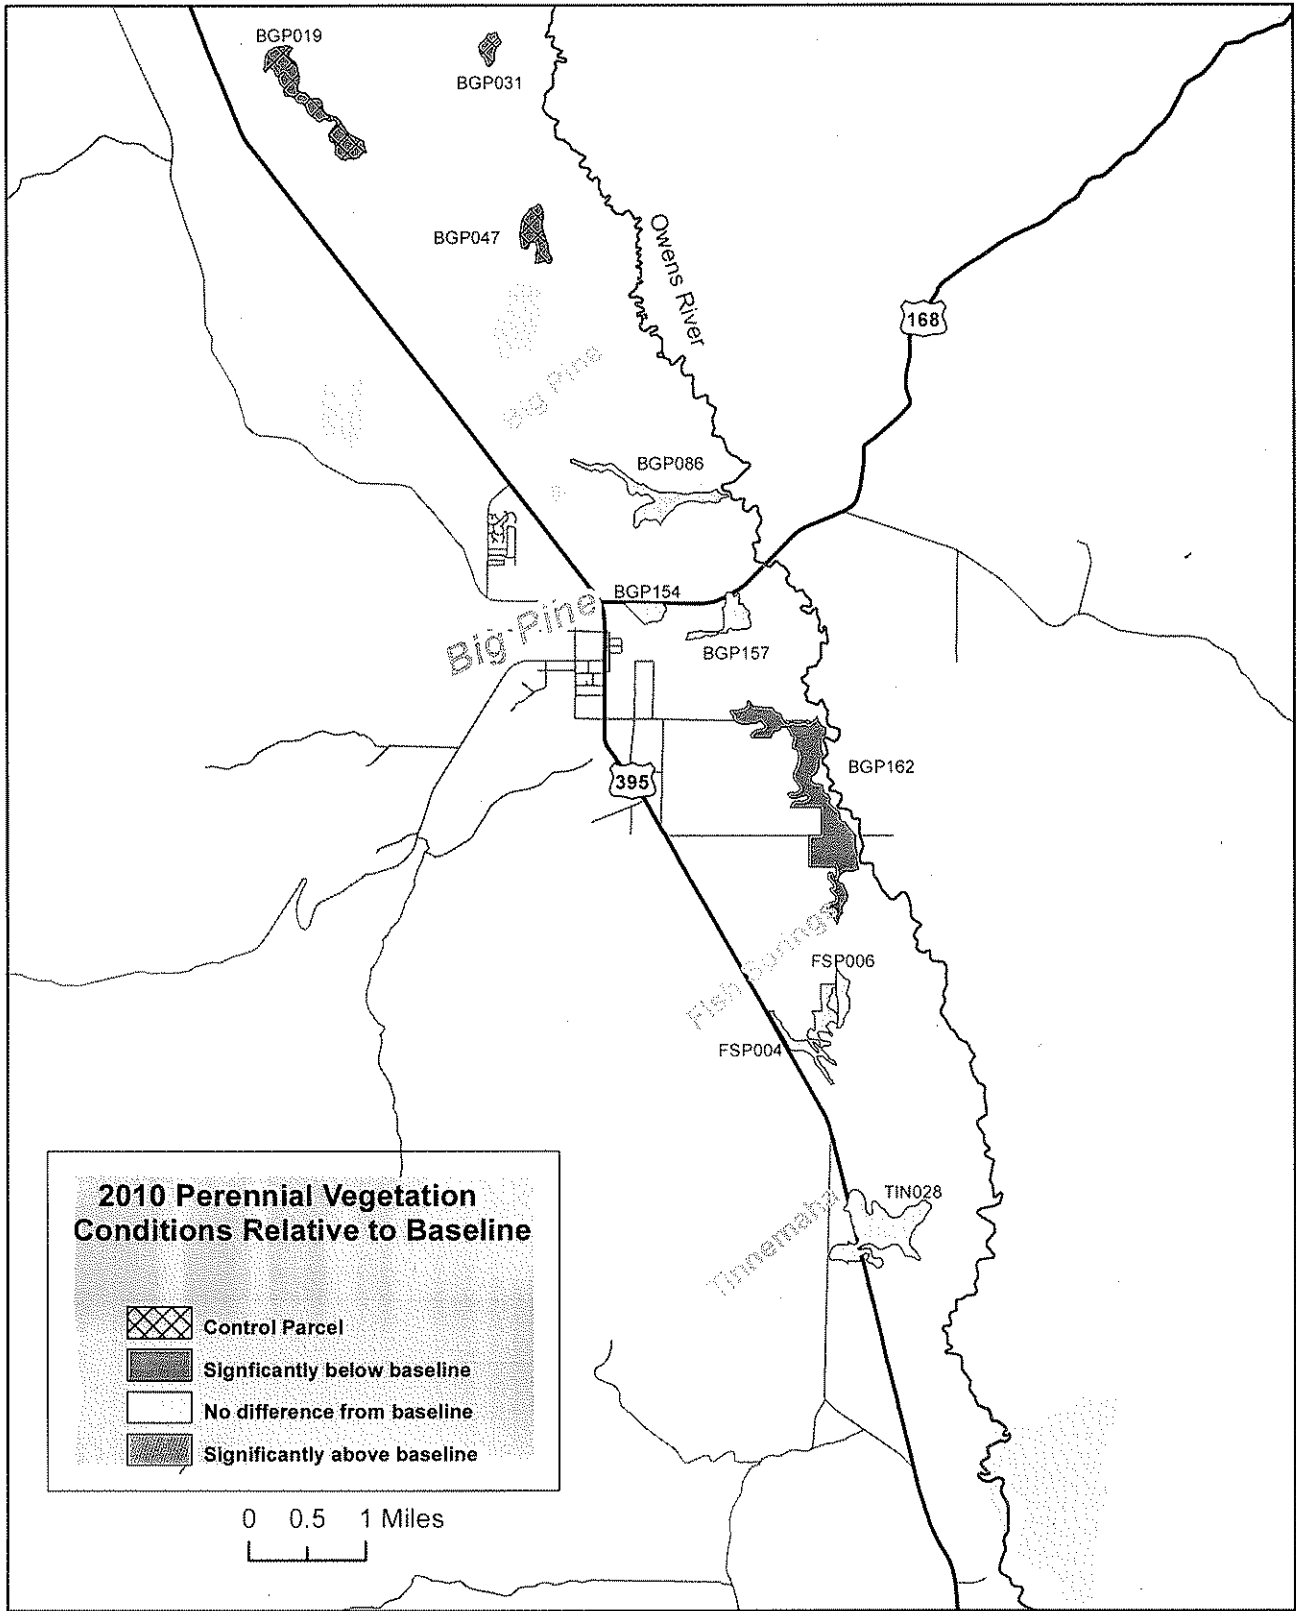 BGP019
BGP031
BGP047
Owens River
168
Big Pine
BGP086
BGP154
Big Pine
BGP157
BGP162
395
Fish Springs
FSP006
FSP004
TIN028
Tinnemaha
2010 Perennial Vegetation
Conditions Relative to Baseline
Control Parcel
Signficantly below baseline
No difference from baseline
Significantly above baseline
0 0.5 1 Miles